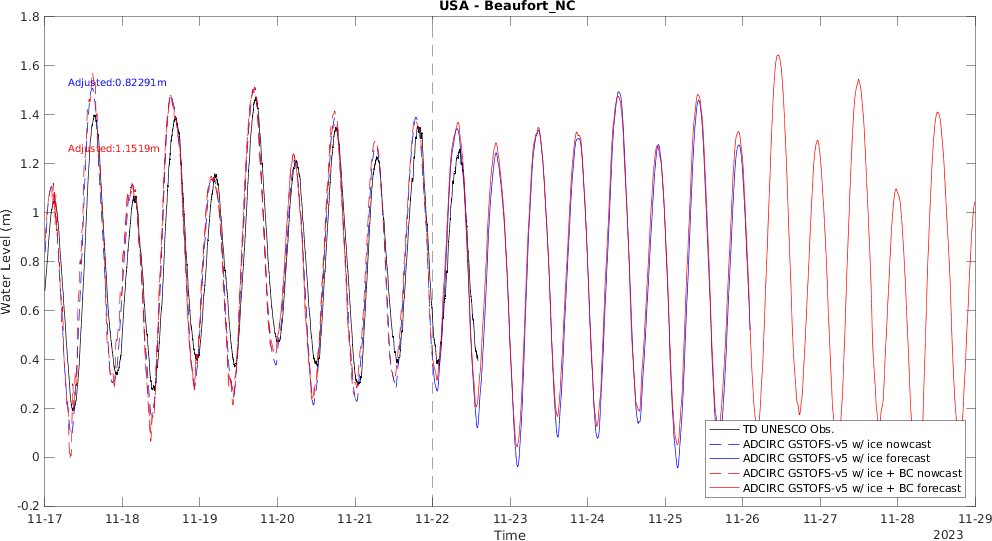 USA - Beaufort_NC
1.8
1.6
1.4
1.2
1
0.8
0.6
0.4
0.2
0
-0.2
Water Level (m)
Adjusted:0.82291m
Adjusted:1.1519m
TD UNESCO Obs.
ADCIRC GSTOFS-v5 w/ ice nowcast
ADCIRC GSTOFS-v5 w/ ice forecast
ADCIRC GSTOFS-v5 w/ ice + BC nowcast
ADCIRC GSTOFS-v5 w/ ice + BC forecast
11-17 11-18 11-19 11-20 11-21 11-22 11-23 11-24 11-25 11-26 11-27 11-28 11-29
Time
2023